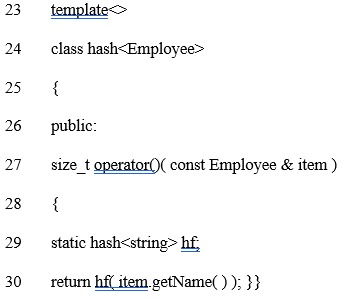 23 template<>
24 class hash<Employee>
25 {
26 public:
27 size_t operator()( const Employee & item )
28 {
29 static hash<string> hf;
30 return hf( item.getName( ) ); }}